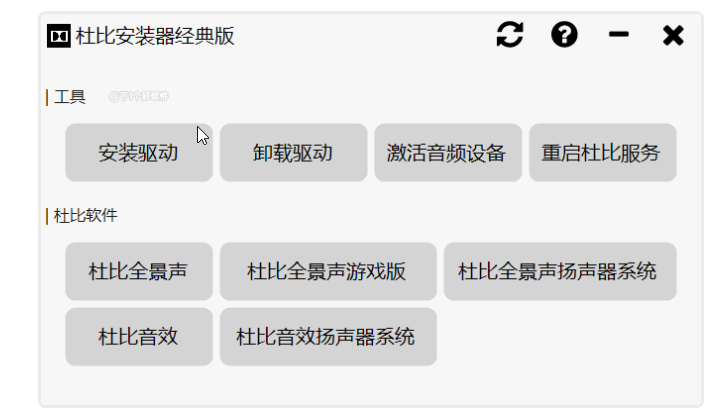 杜比安装器经典版
工具 @下1个好软件
安装驱动 卸载驱动 激活音频设备 重启杜比服务
杜比软件
杜比全景声 杜比全景声游戏版 杜比全景声扬声器系统
杜比音效 杜比音效扬声器系统